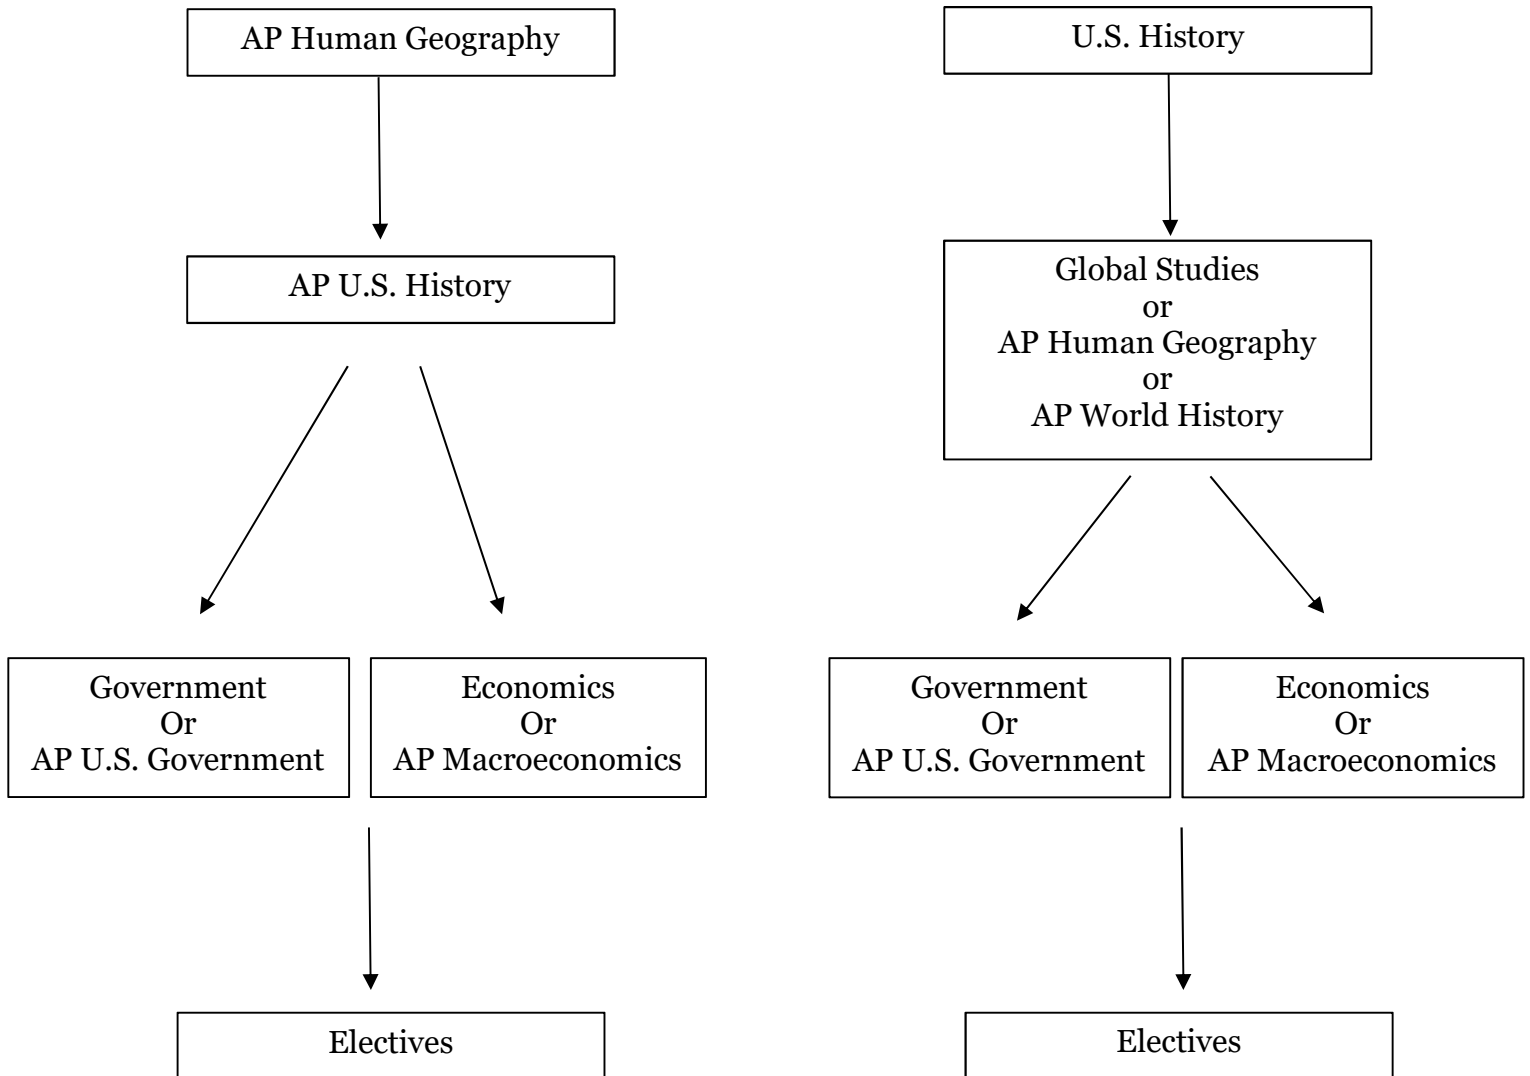 AP Human Geography
AP U.S. History
Government
Or
AP U.S. Government
Economics
Or
AP Macroeconomics
Electives
U.S. History
Global Studies
or
AP Human Geography
or
AP World History
Government
Or
AP U.S. Government
Economics
Or
AP Macroeconomics
Electives